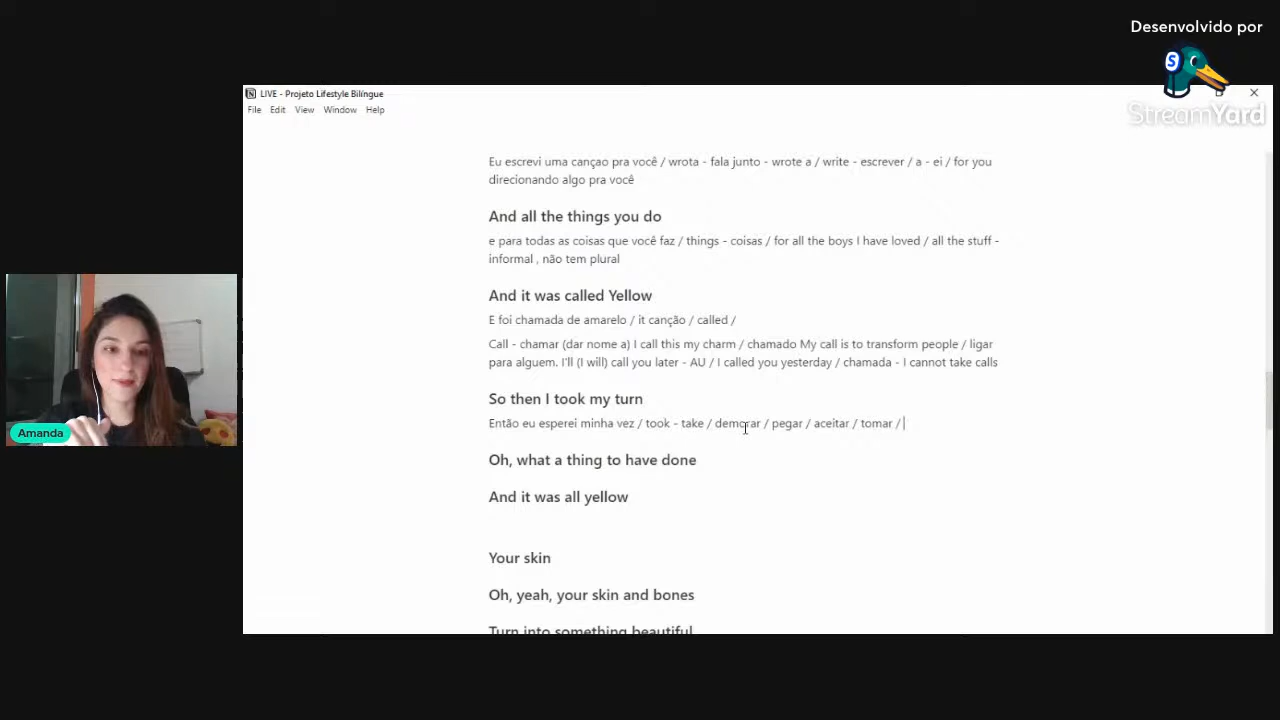 Desenvolvido por
S
StreamYard
LIVE - Projeto Lifestyle Bilíngue
File Edit View Window Help
Eu escrevi uma cançao pra você / wrota - fala junto - wrote a / write - escrever / a - ei / for you
direcionando algo pra você
And all the things you do
e para todas as coisas que você faz / things - coisas / for all the boys I have loved / all the stuff -
informal , não tem plural
And it was called Yellow
E foi chamada de amarelo / it canção / called /
Call - chamar (dar nome a) I call this my charm / chamado My call is to transform people / ligar
para alguem. I'll (I will) call you later - AU / I called you yesterday / chamada - I cannot take calls
So then I took my turn
Então eu esperei minha vez / took - take / demorar / pegar / aceitar / tomar /
Oh, what a thing to have done
And it was all yellow
Your skin
Oh, yeah, your skin and bones
Turn into something beautiful
Amanda